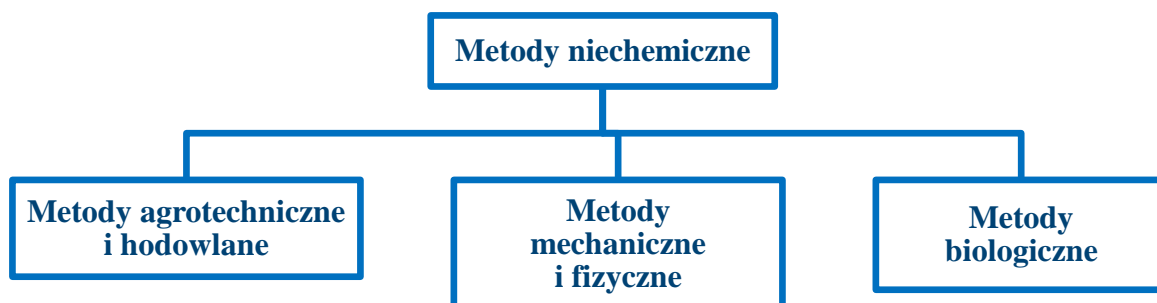 Metody niechemiczne
Metody agrotechniczne
i hodowlane
Metody
mechaniczne
i fizyczne
Metody
biologiczne